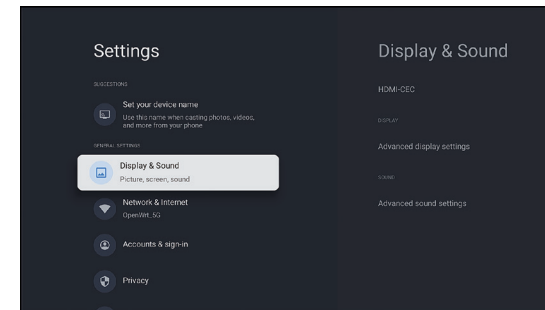 Settings
SUGGESTIONS
Set your device name
Use this name when casting photos, videos,
and more from your phone
GENERAL SETTINGS
Display & Sound
Picture, screen, sound
Network & Internet
OpenWrt_5G
Accounts & sign-in
Privacy
Display & Sound
HDMI-CEC
DISPLAY
Advanced display settings
SOUND
Advanced sound settings